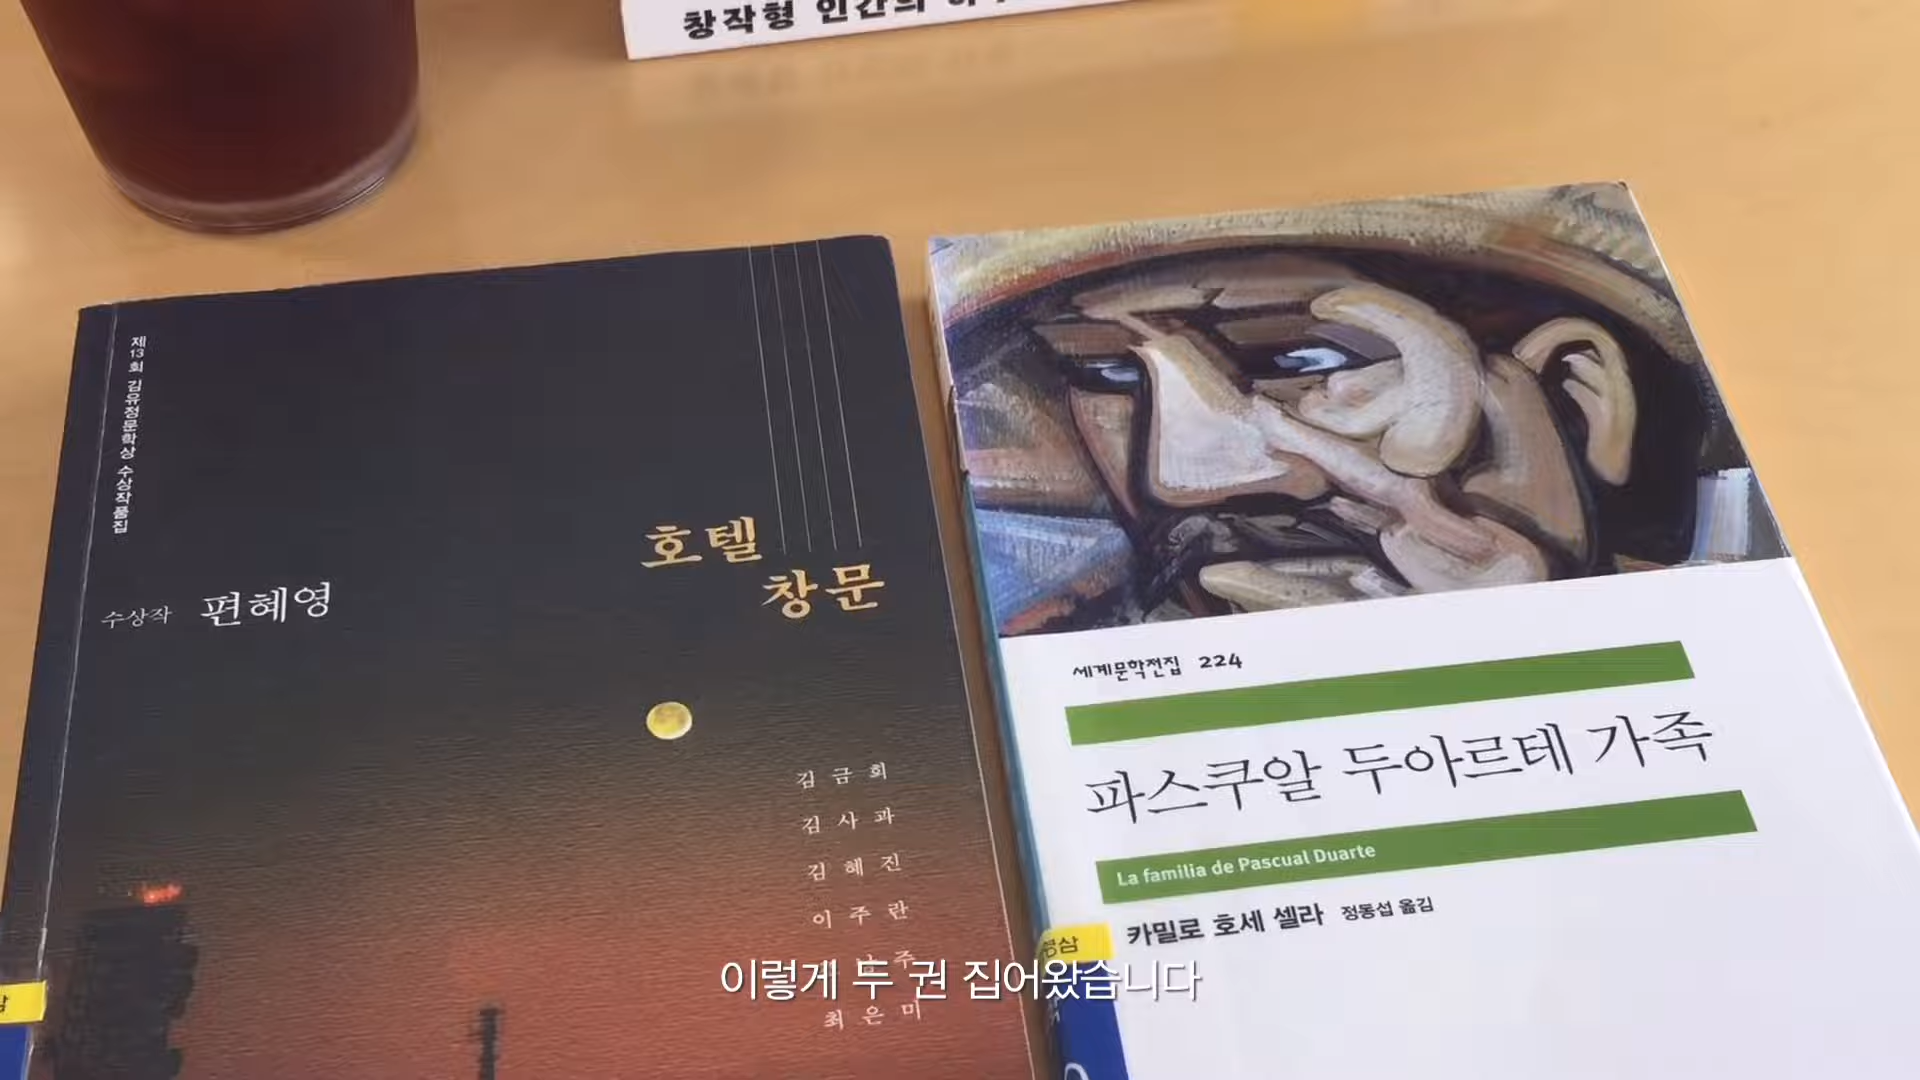 창작형 인간의
제13회 김유정문학상 수상작품집
호텔
창문
수상작 편혜영
김금희
김사과
김혜진
이주란
최은미
세계문학전집 224
파스쿠알 두아르테 가족
La familia de Pascual Duarte
카밀로 호세 셀라 정동섭 옮김
이렇게 두 권 집어왔습니다